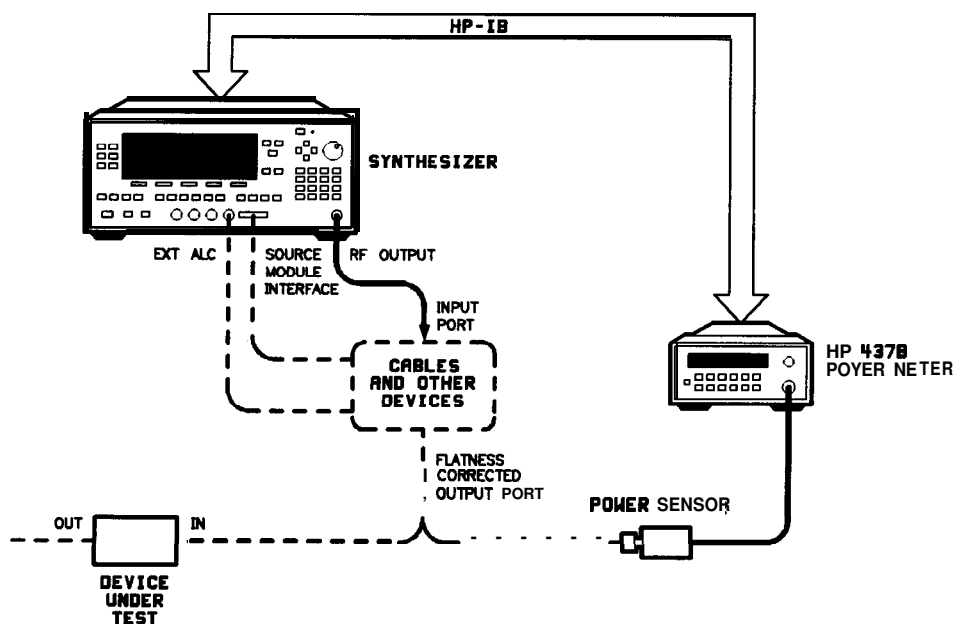 HP-IB
SYNTHESIZER
EXT ALC
SOURCE
MODULE
INTERFACE
RF OUTPUT
INPUT
PORT
CABLES
AND OTHER
DEVICES
HP 437B
POYER NETER
FLATNESS
CORRECTED
OUTPUT PORT
POWER SENSOR
OUT
IN
DEVICE
UNDER
TEST